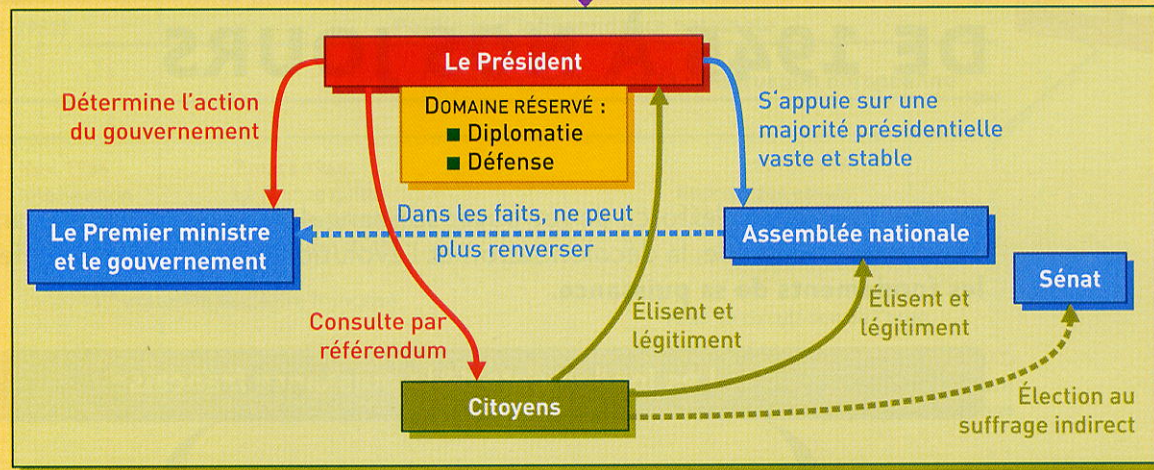 Le Président
Détermine l'action
du gouvernement
DOMAINE RÉSERVÉ :
■ Diplomatie
■ Défense
S'appuie sur une
majorité présidentielle
vaste et stable
Le Premier ministre
et le gouvernement
Dans les faits, ne peut
plus renverser
Assemblée nationale
Sénat
Consulte par
référendum
Élisent et
légitiment
Élisent et
légitiment
Citoyens
Élection au
suffrage indirect